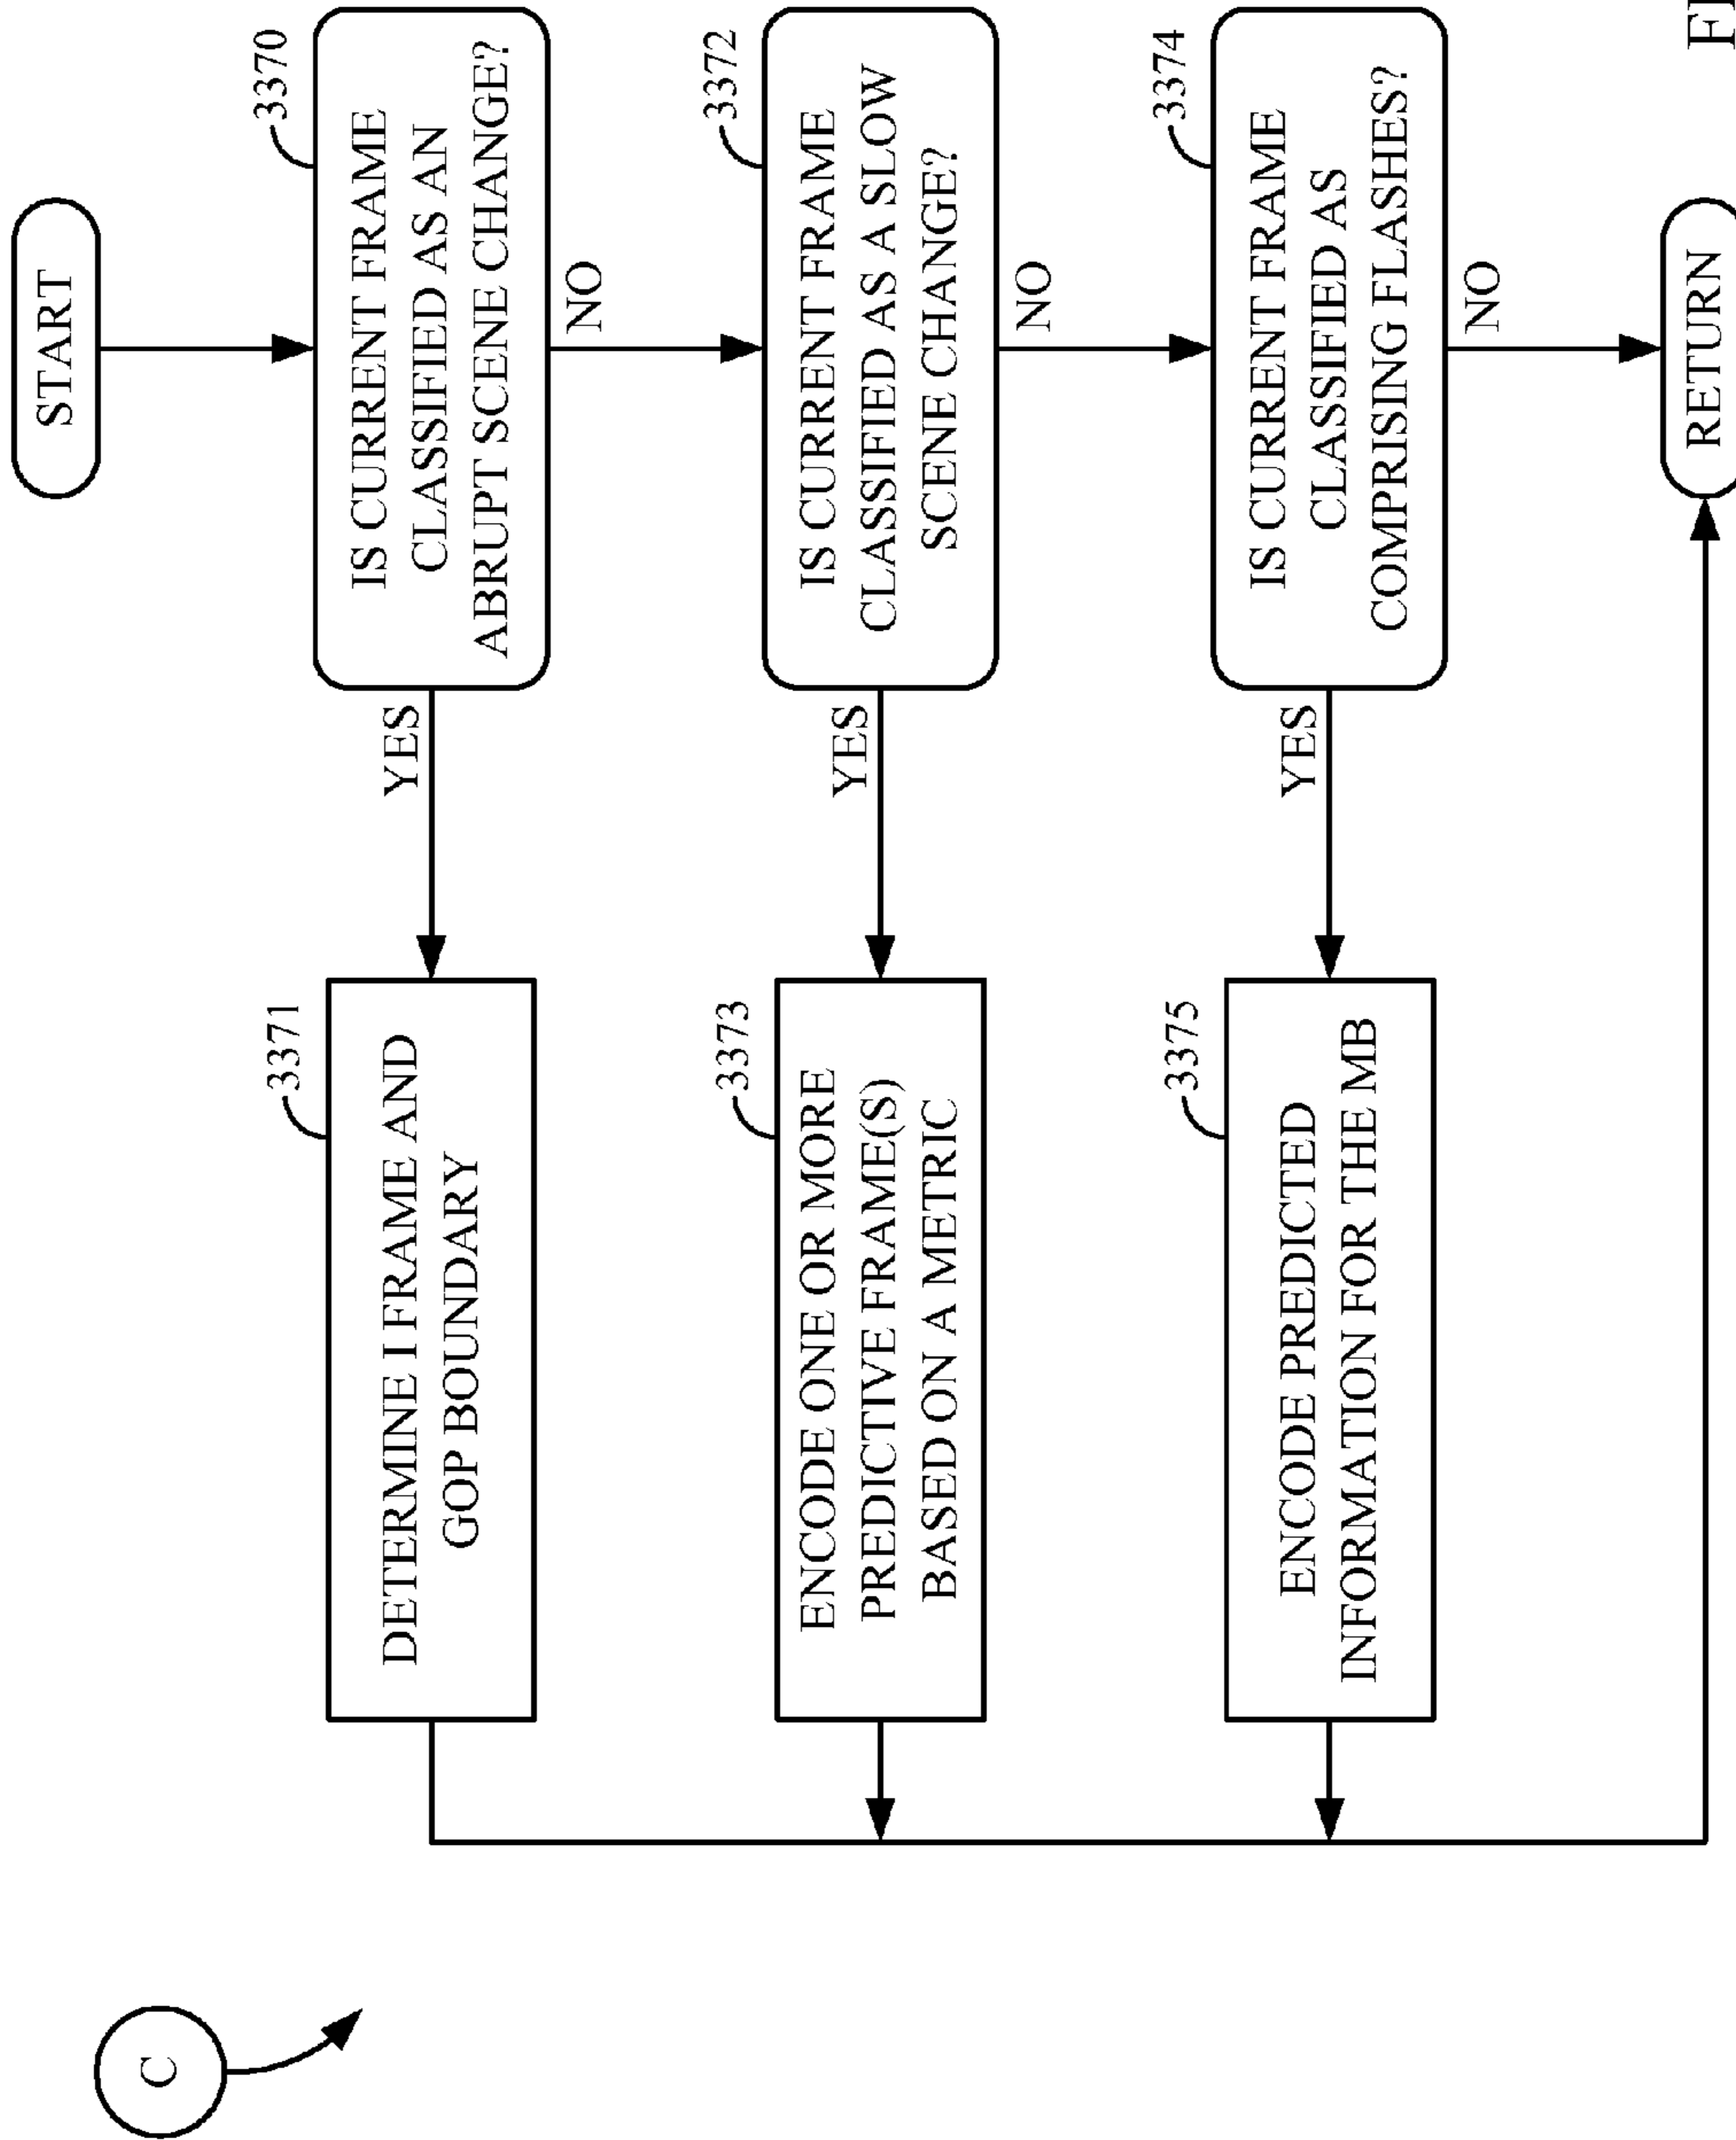 C
START
3370
IS CURRENT FRAME
CLASSIFIED AS AN
ABRUPT SCENE CHANGE?
YES
NO
3371
DETERMINE I FRAME AND
GOP BOUNDARY
3372
IS CURRENT FRAME
CLASSIFIED AS A SLOW
SCENE CHANGE?
YES
NO
3373
ENCODE ONE OR MORE
PREDICTIVE FRAME(S)
BASED ON A METRIC
3374
IS CURRENT FRAME
CLASSIFIED AS
COMPRISING FLASHES?
YES
NO
3375
ENCODE PREDICTED
INFORMATION FOR THE MB
RETURN